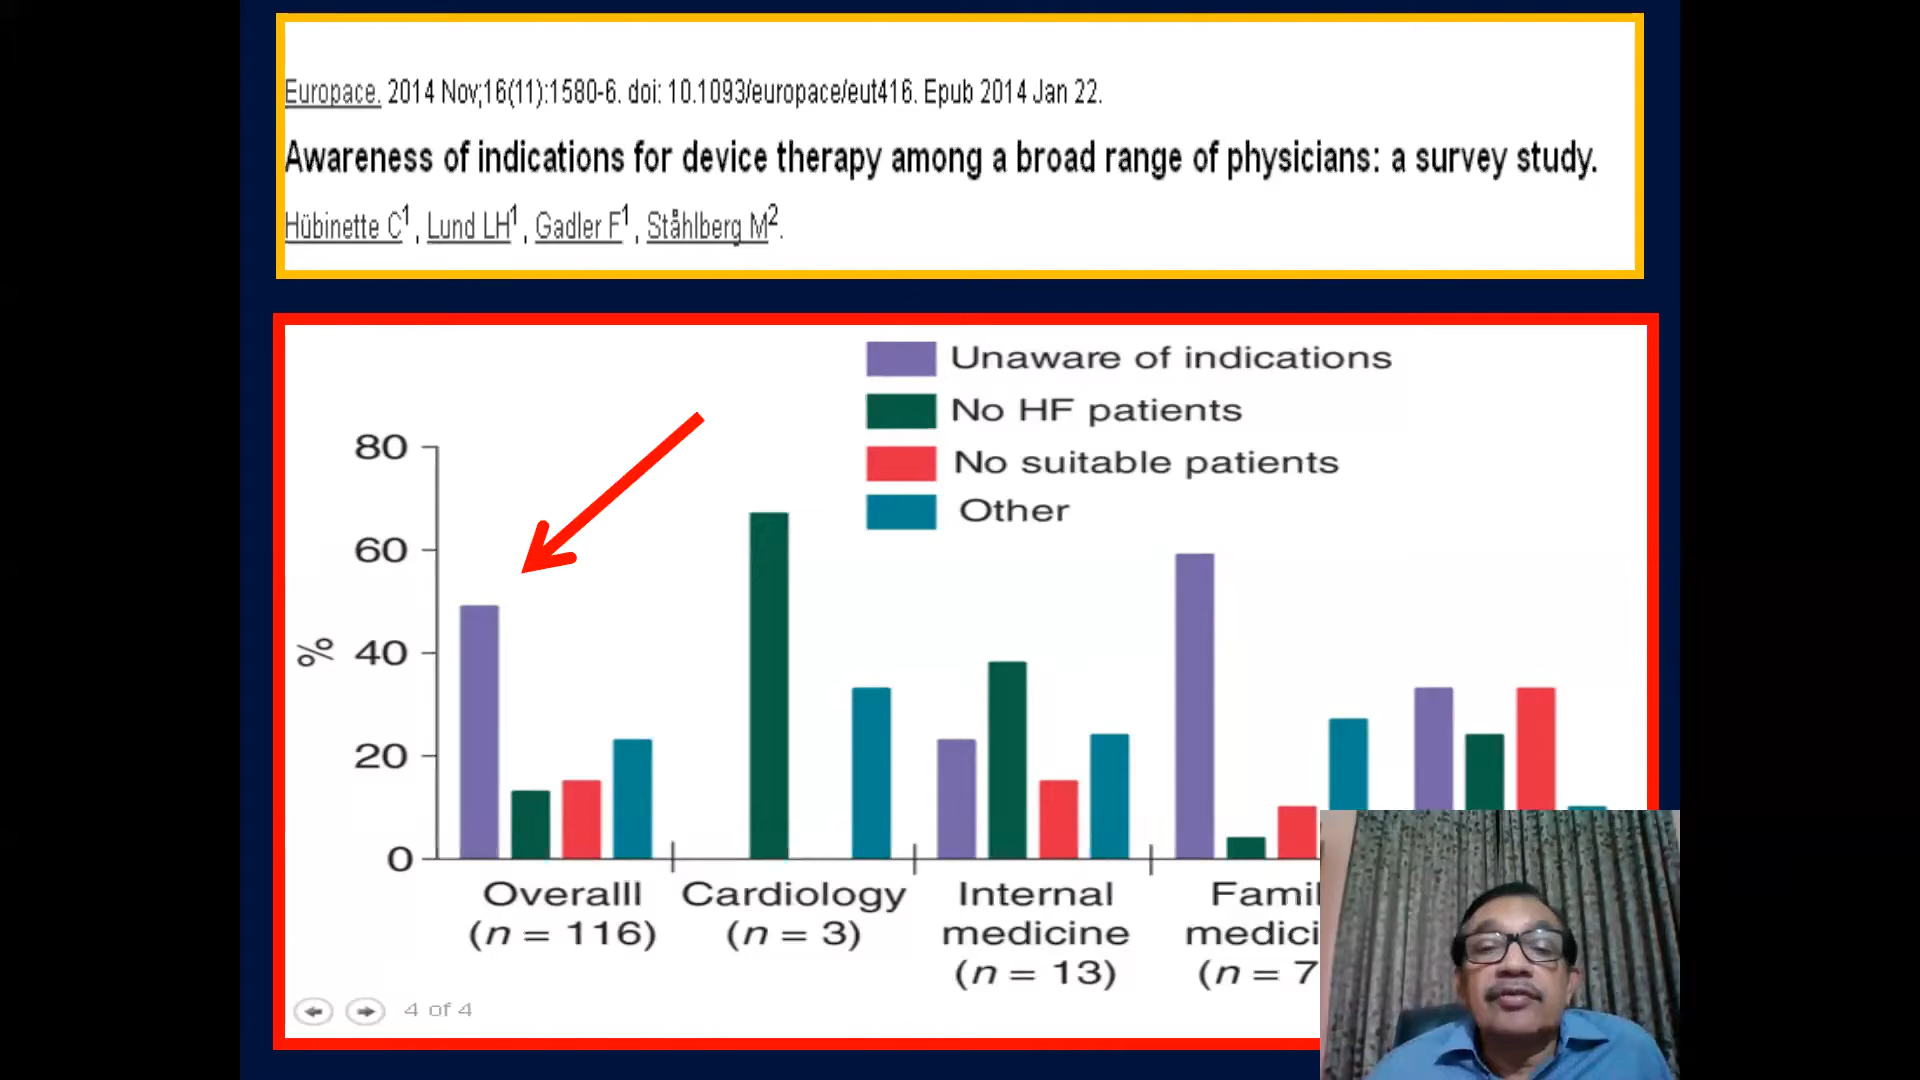 Europace. 2014 Nov;16(11):1580-6. doi: 10.1093/europace/eut416. Epub 2014 Jan 22.
Awareness of indications for device therapy among a broad range of physicians: a survey study.
Hübinette C1, Lund LH1, Gadler F1, Ståhlberg M2.
Unaware of indications
No HF patients
No suitable patients
Other
80
60
40
20
0
%
Overalll Cardiology Internal
(n = 116) (n = 3) medicine
(n = 13)
4 of 4